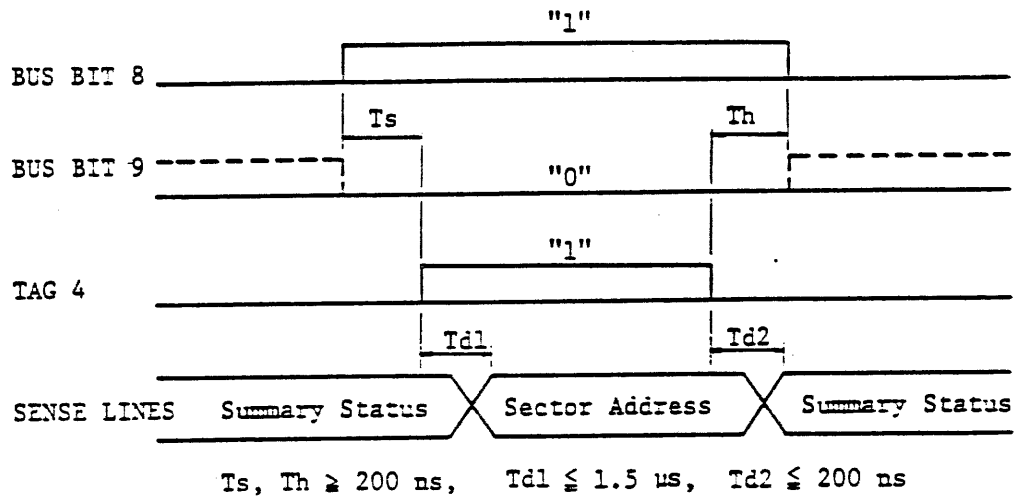 "1"
BUS BIT 8
Ts
Th
BUS BIT 9
"0"
"1"
TAG 4
Td1
Td2
SENSE LINES Summary Status Sector Address Summary Status
Ts, Th ≧ 200 ns, Td1 ≦ 1.5 µs, Td2 ≦ 200 ns